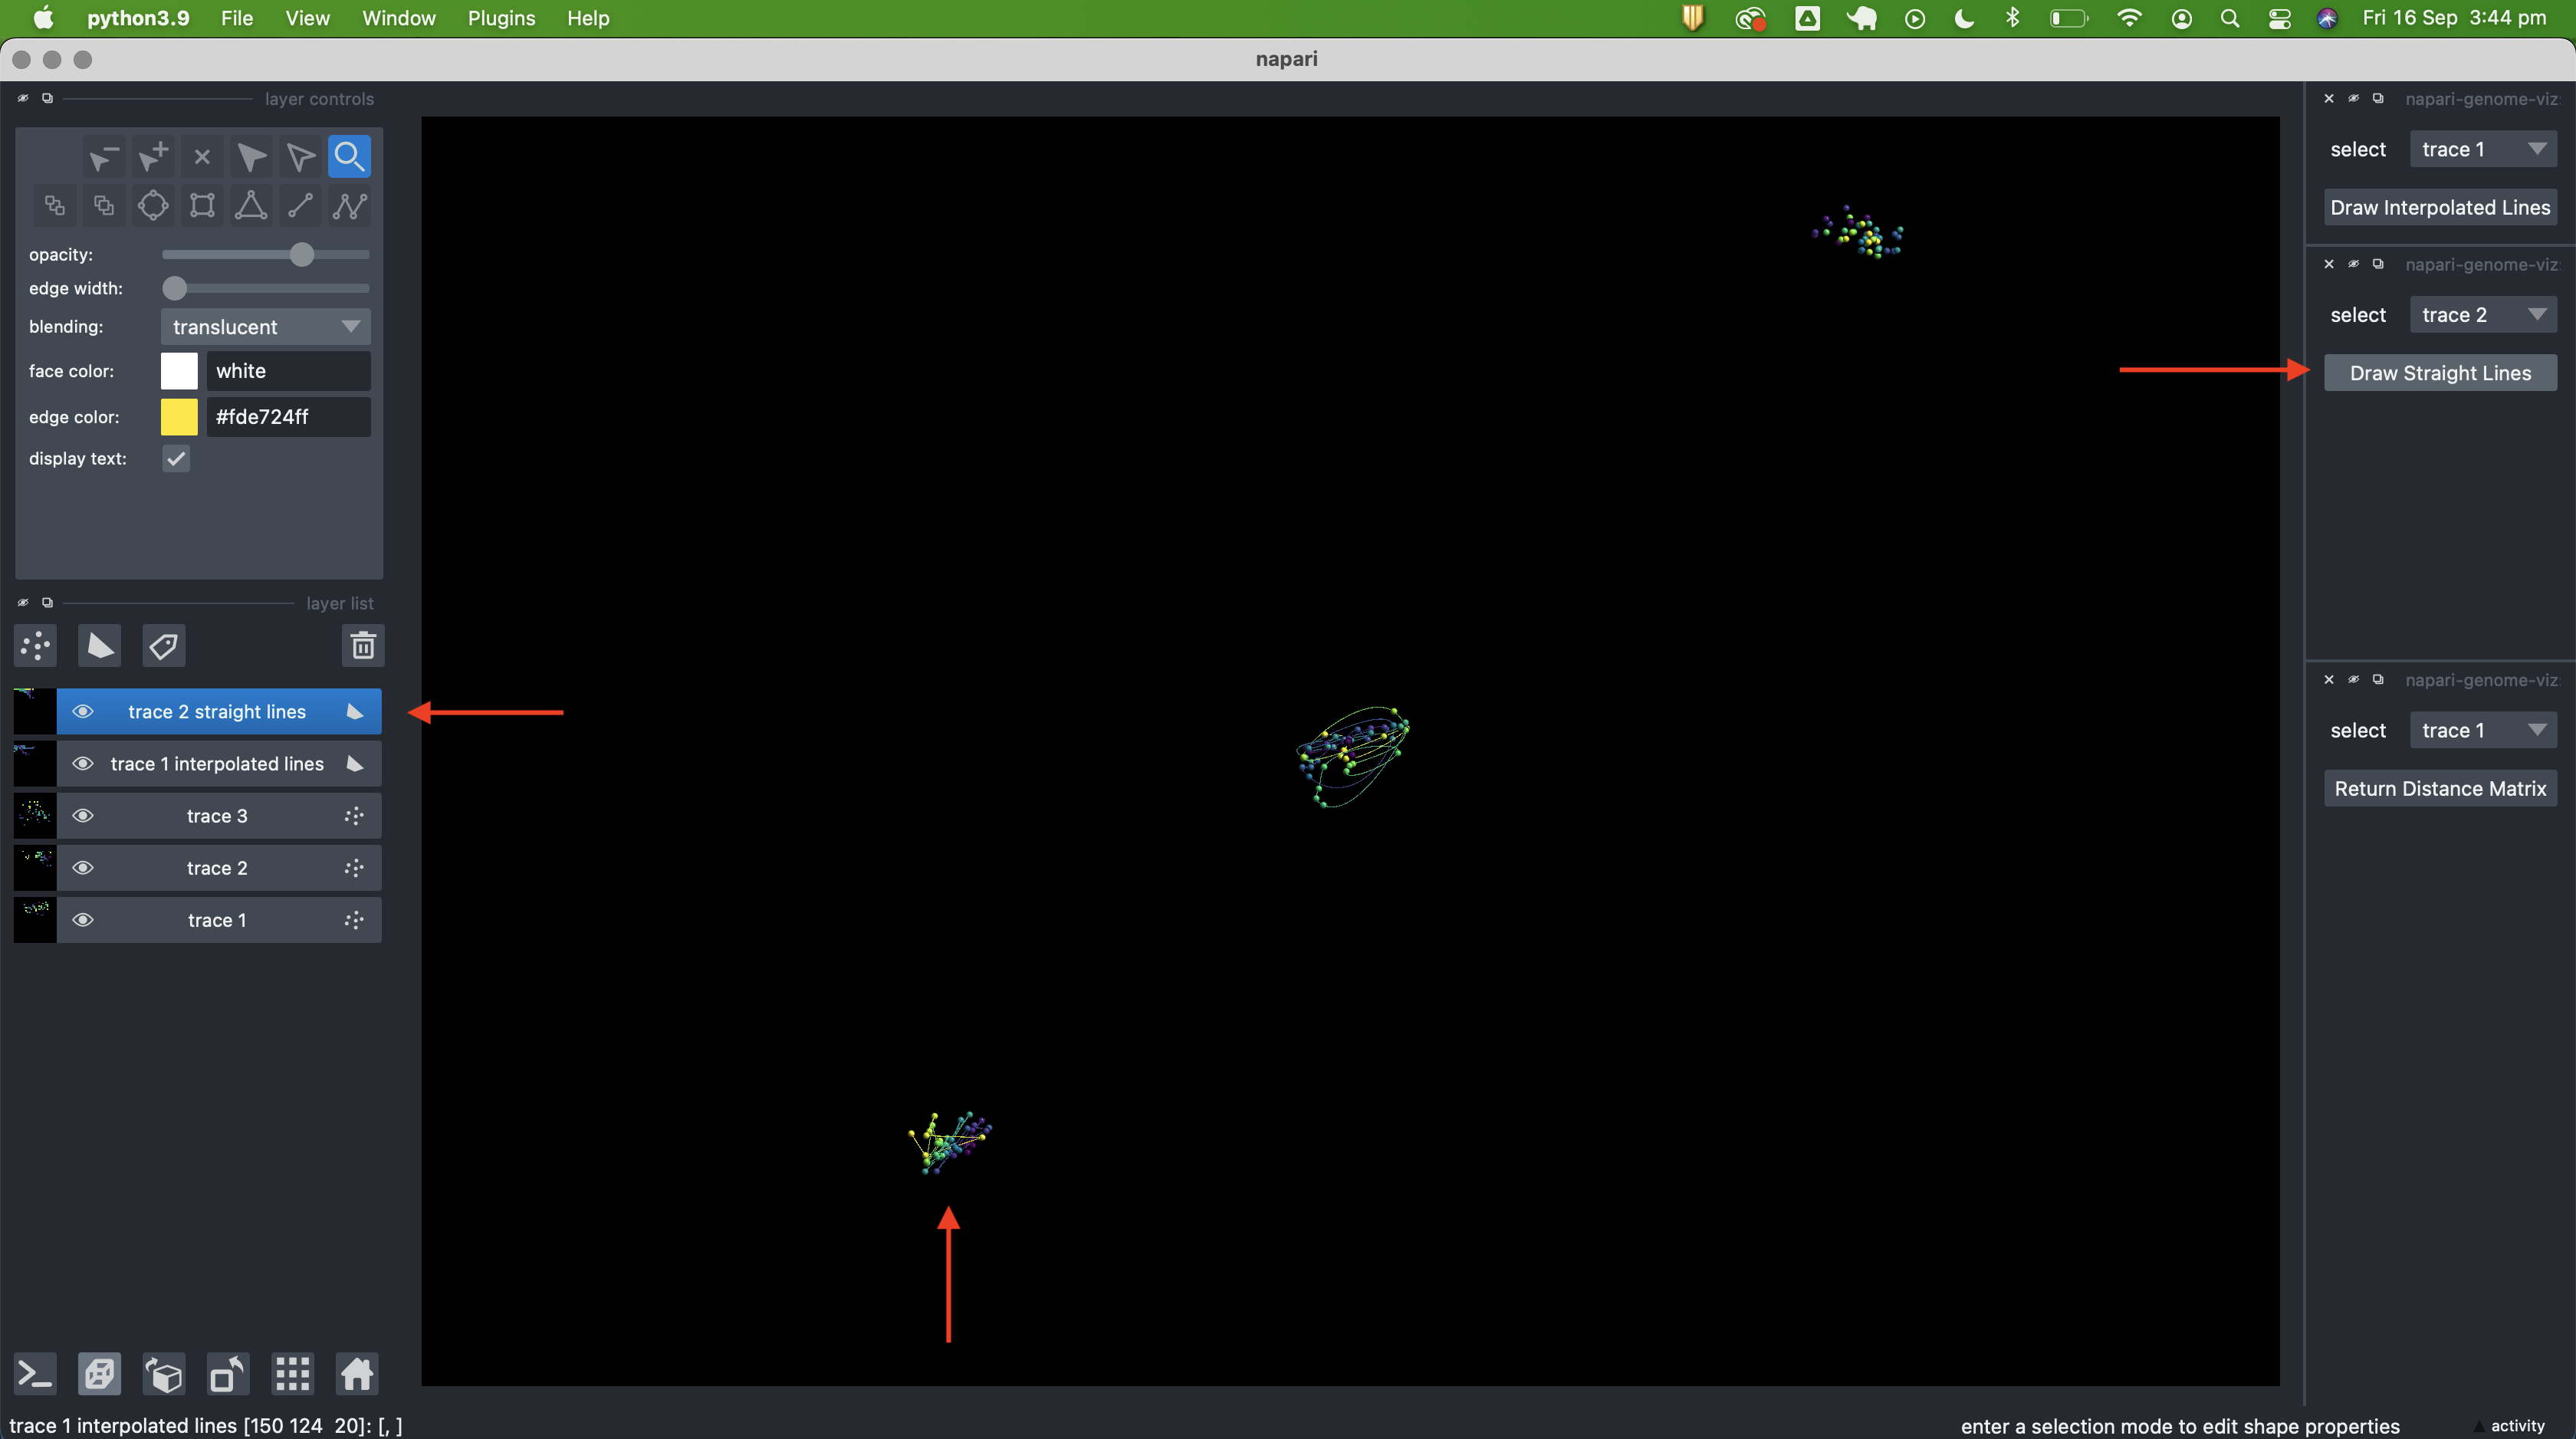 python3.9 File View Window Plugins Help Fri 16 Sep 3:44 pm
napari
layer controls
opacity:
edge width:
blending: translucent
face color: white
edge color: #fde724ff
display text:
layer list
trace 2 straight lines
trace 1 interpolated lines
trace 3
trace 2
trace 1
napari-genome-viz
select trace 1
Draw Interpolated Lines
napari-genome-viz
select trace 2
Draw Straight Lines
napari-genome-viz
select trace 1
Return Distance Matrix
trace 1 interpolated lines [150 124 20]: [, ]
enter a selection mode to edit shape properties
activity